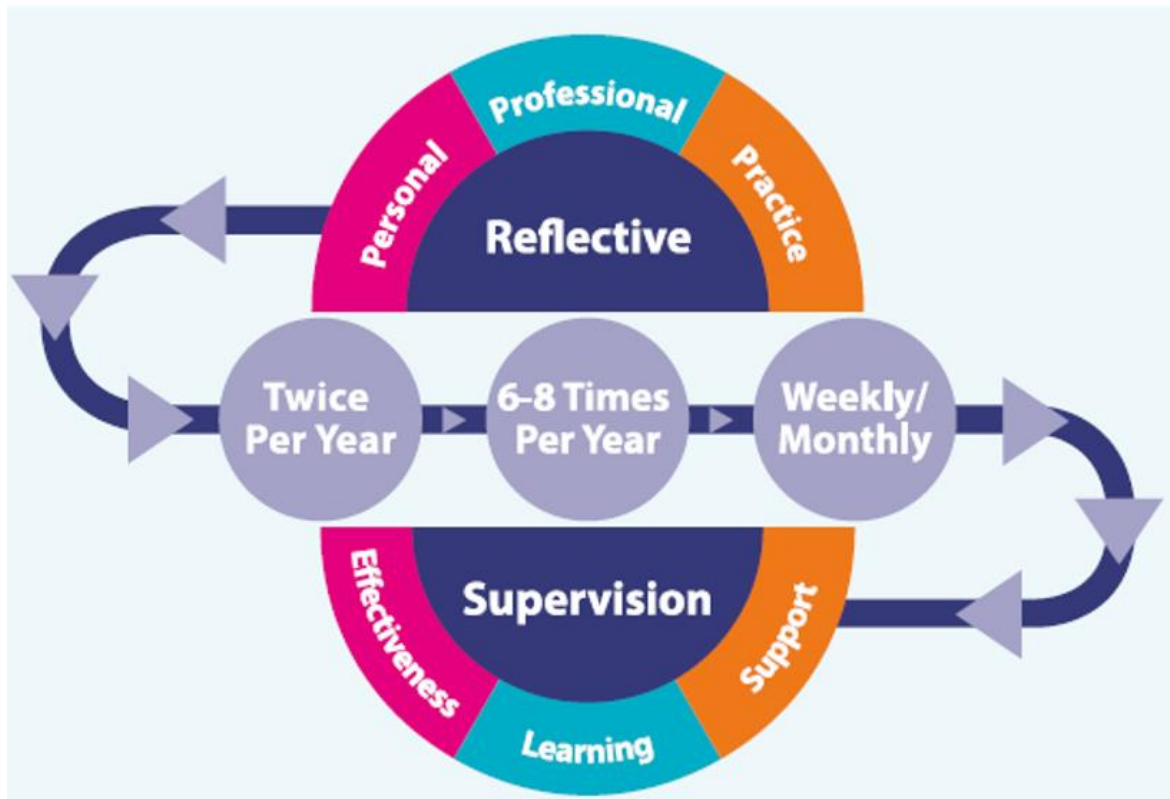 Personal
Professional
Practice
Reflective
Twice
Per Year
6-8 Times
Per Year
Weekly/
Monthly
Supervision
Effectiveness
Learning
Support